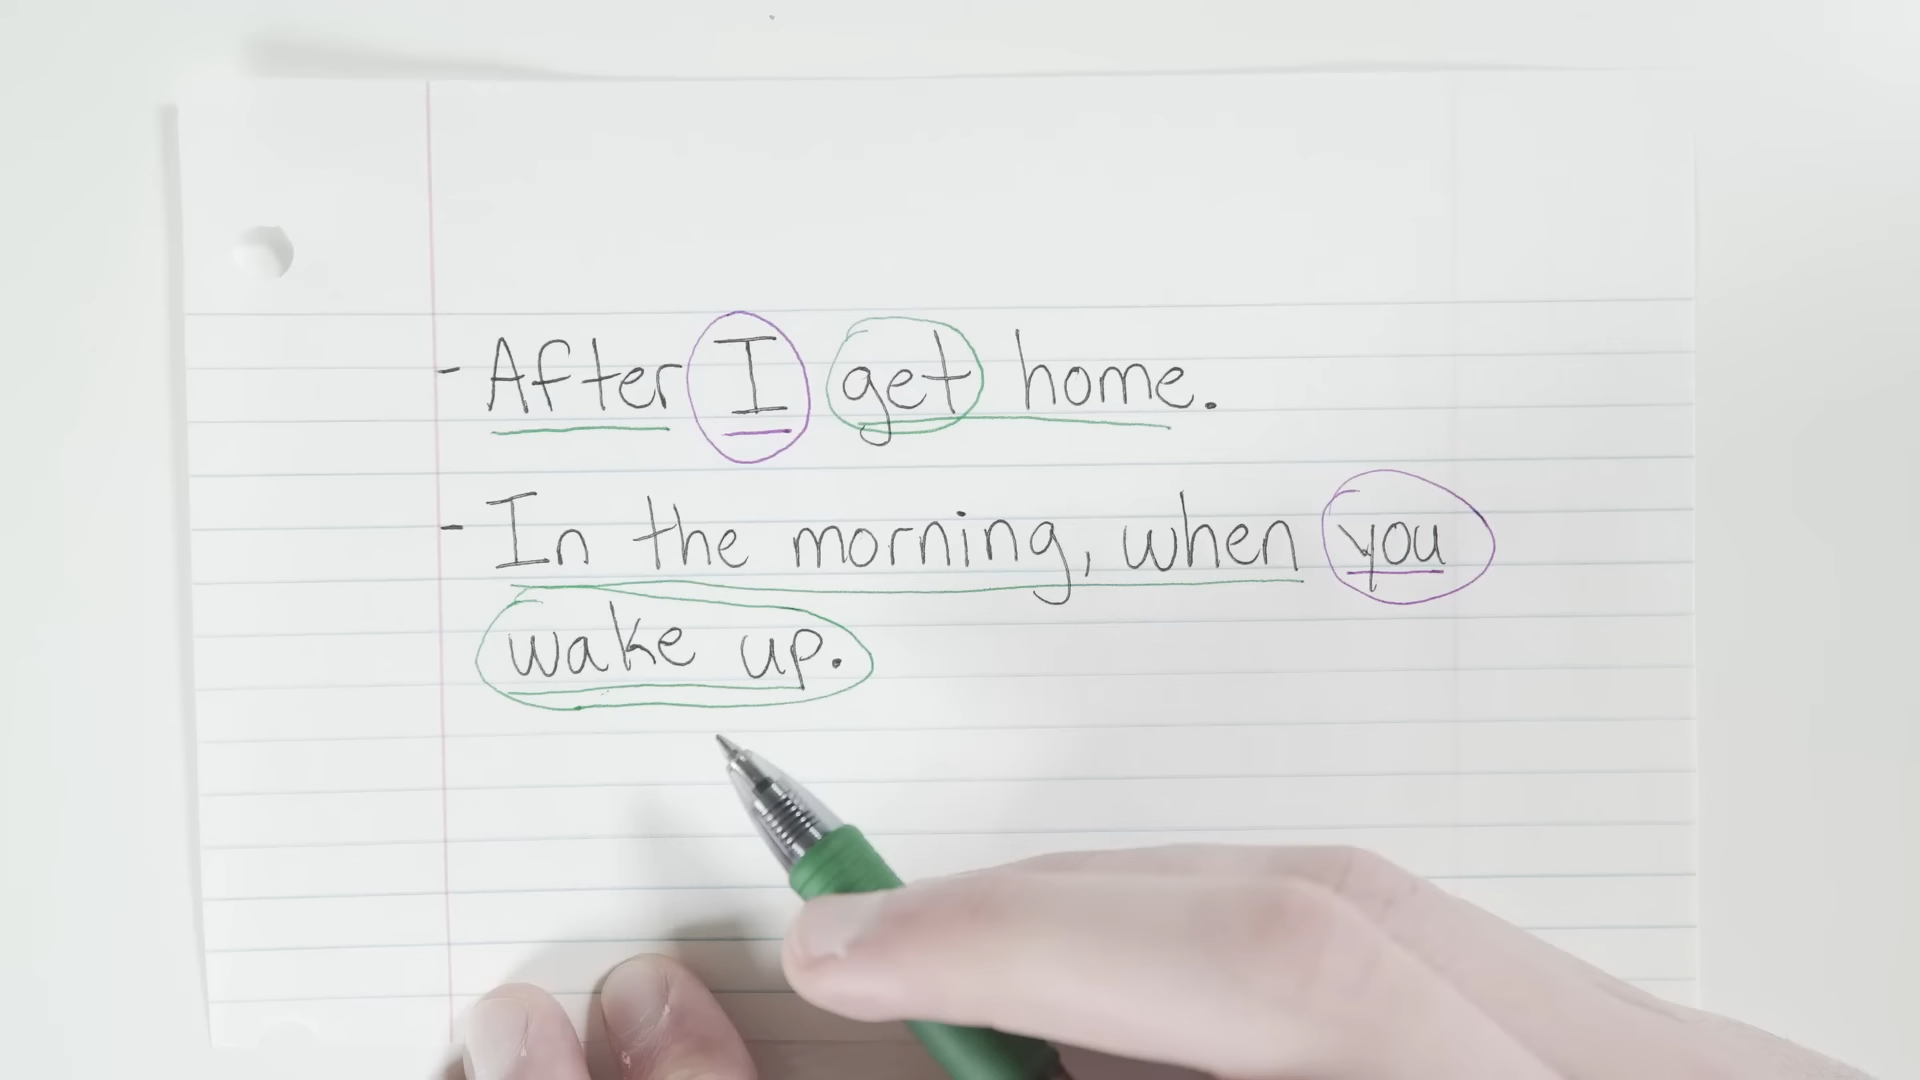 - After I get home.
- In the morning, when you
wake up.